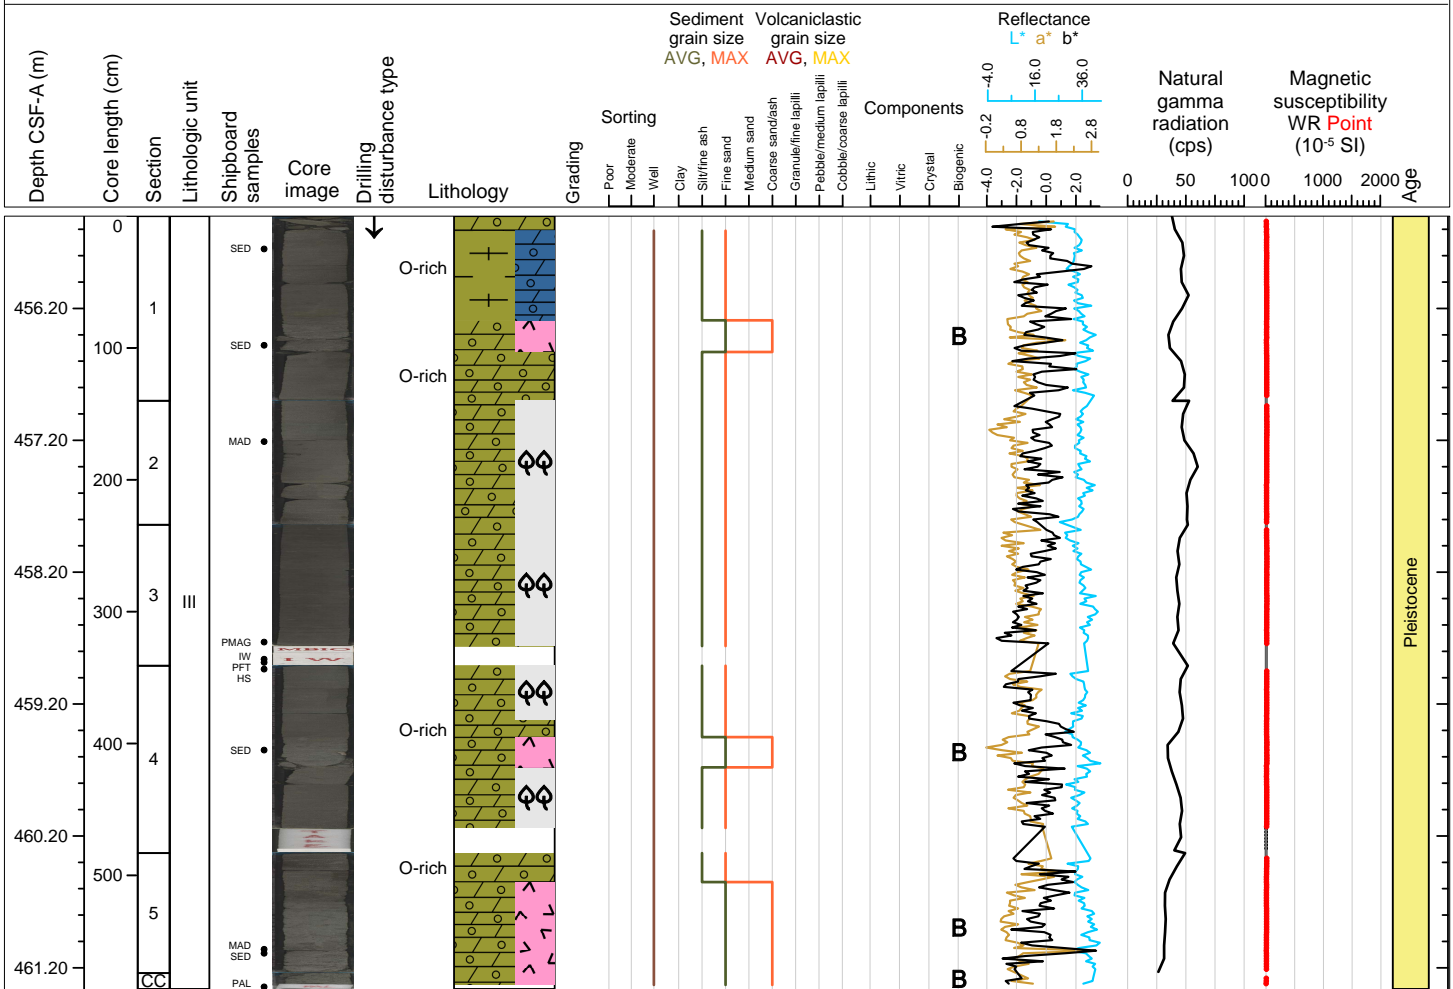 Depth CSF-A (m)
Core length (cm)
Section
Lithologic unit
Shipboard
samples
Core
image
Drilling
disturbance type
Lithology
Grading
Sorting
Poor
Moderate
Well
Sediment
grain size
AVG, MAX
Volcaniclastic
grain size
AVG, MAX
Clay
Silt/fine ash
Fine sand
Medium sand
Coarse sand/ash
Granule/fine lapilli
Pebble/medium lapilli
Cobble/coarse lapilli
Components
Lithic
Vitric
Crystal
Biogenic
Reflectance
L* a* b*
-4.0 16.0 36.0
-0.2 0.8 1.8 2.8
-4.0 -2.0 0.0 2.0
Natural
gamma
radiation
(cps)
0 50 100
Magnetic
susceptibility
WR Point
(10-5 SI)
0 0 1000 2000
Age
0
SED
O-rich
456.20
1
B
100
SED
O-rich
457.20
MAD
2
200
458.20
3
300
III
Pleistocene
PMAG
MBIO
IW
IW
PFT
HS
459.20
O-rich
400
SED
B
4
460.20
O-rich
500
5
B
MAD
SED
461.20
CC
PAL
B